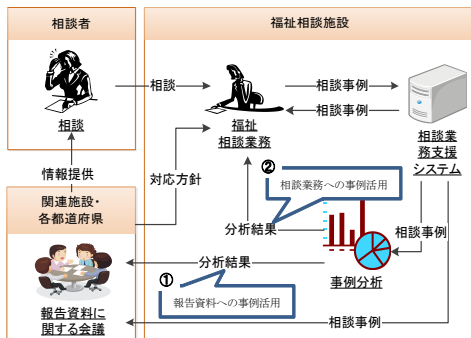 相談者
福祉相談施設
相談
相談事例
相談事例
相談
福祉
相談業務
相談業
務支援
システム
情報提供
対応方針
②
相談業務への事例活用
関連施設・
各都道府県
分析結果
相談事例
分析結果
事例分析
①
報告資料への事例活用
報告資料に
関する会議
相談事例